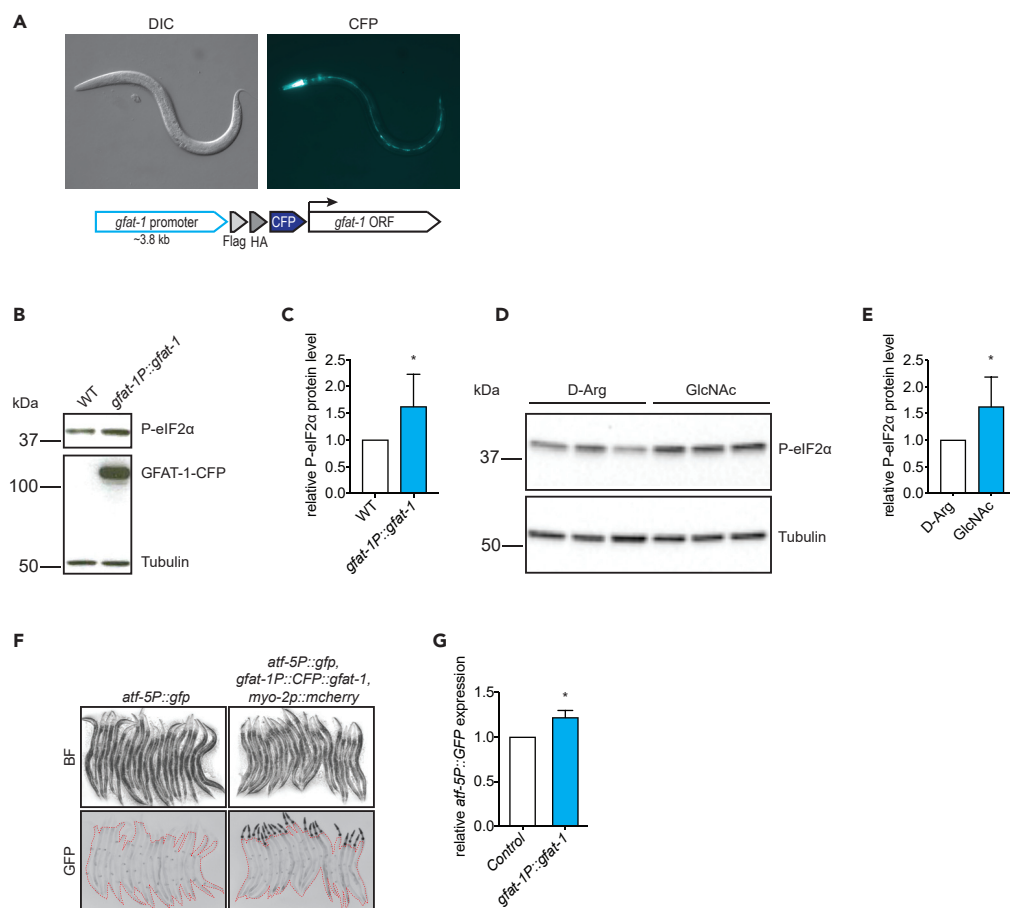 A
DIC
CFP
gfat-1 promoter
~3.8 kb
Flag
HA
CFP
gfat-1 ORF
B
WT
gfat-1P::gfat-1
kDa
37
P-eIF2α
100
GFAT-1-CFP
50
Tubulin
C
relative P-eIF2α protein level
2.5
2.0
1.5
1.0
0.5
0.0
*
WT
gfat-1P::gfat-1
D
kDa
D-Arg
GlcNAc
37
P-eIF2α
50
Tubulin
E
relative P-eIF2α protein level
2.5
2.0
1.5
1.0
0.5
0.0
*
D-Arg
GlcNAc
F
atf-5P::gfp
atf-5P::gfp,
gfat-1P::CFP::gfat-1,
myo-2p::mcherry
BF
GFP
G
relative atf-5P::GFP expression
1.5
1.0
0.5
0.0
*
Control
gfat-1P::gfat-1